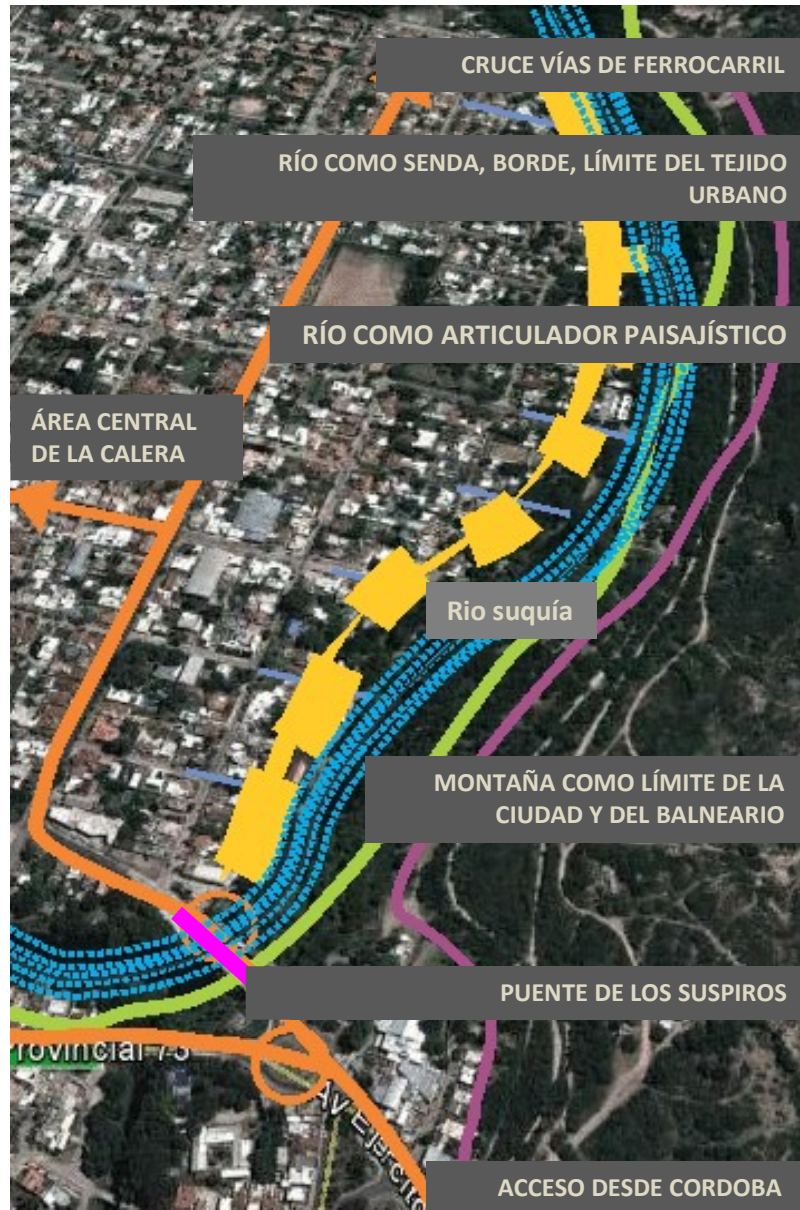 CRUCE VÍAS DE FERROCARRIL
RÍO COMO SENDA, BORDE, LÍMITE DEL TEJIDO
URBANO
RÍO COMO ARTICULADOR PAISAJÍSTICO
ÁREA CENTRAL
DE LA CALERA
Rio suquía
MONTAÑA COMO LÍMITE DE LA
CIUDAD Y DEL BALNEARIO
PUENTE DE LOS SUSPIROS
rovincial 75
Av Ejército
ACCESO DESDE CORDOBA